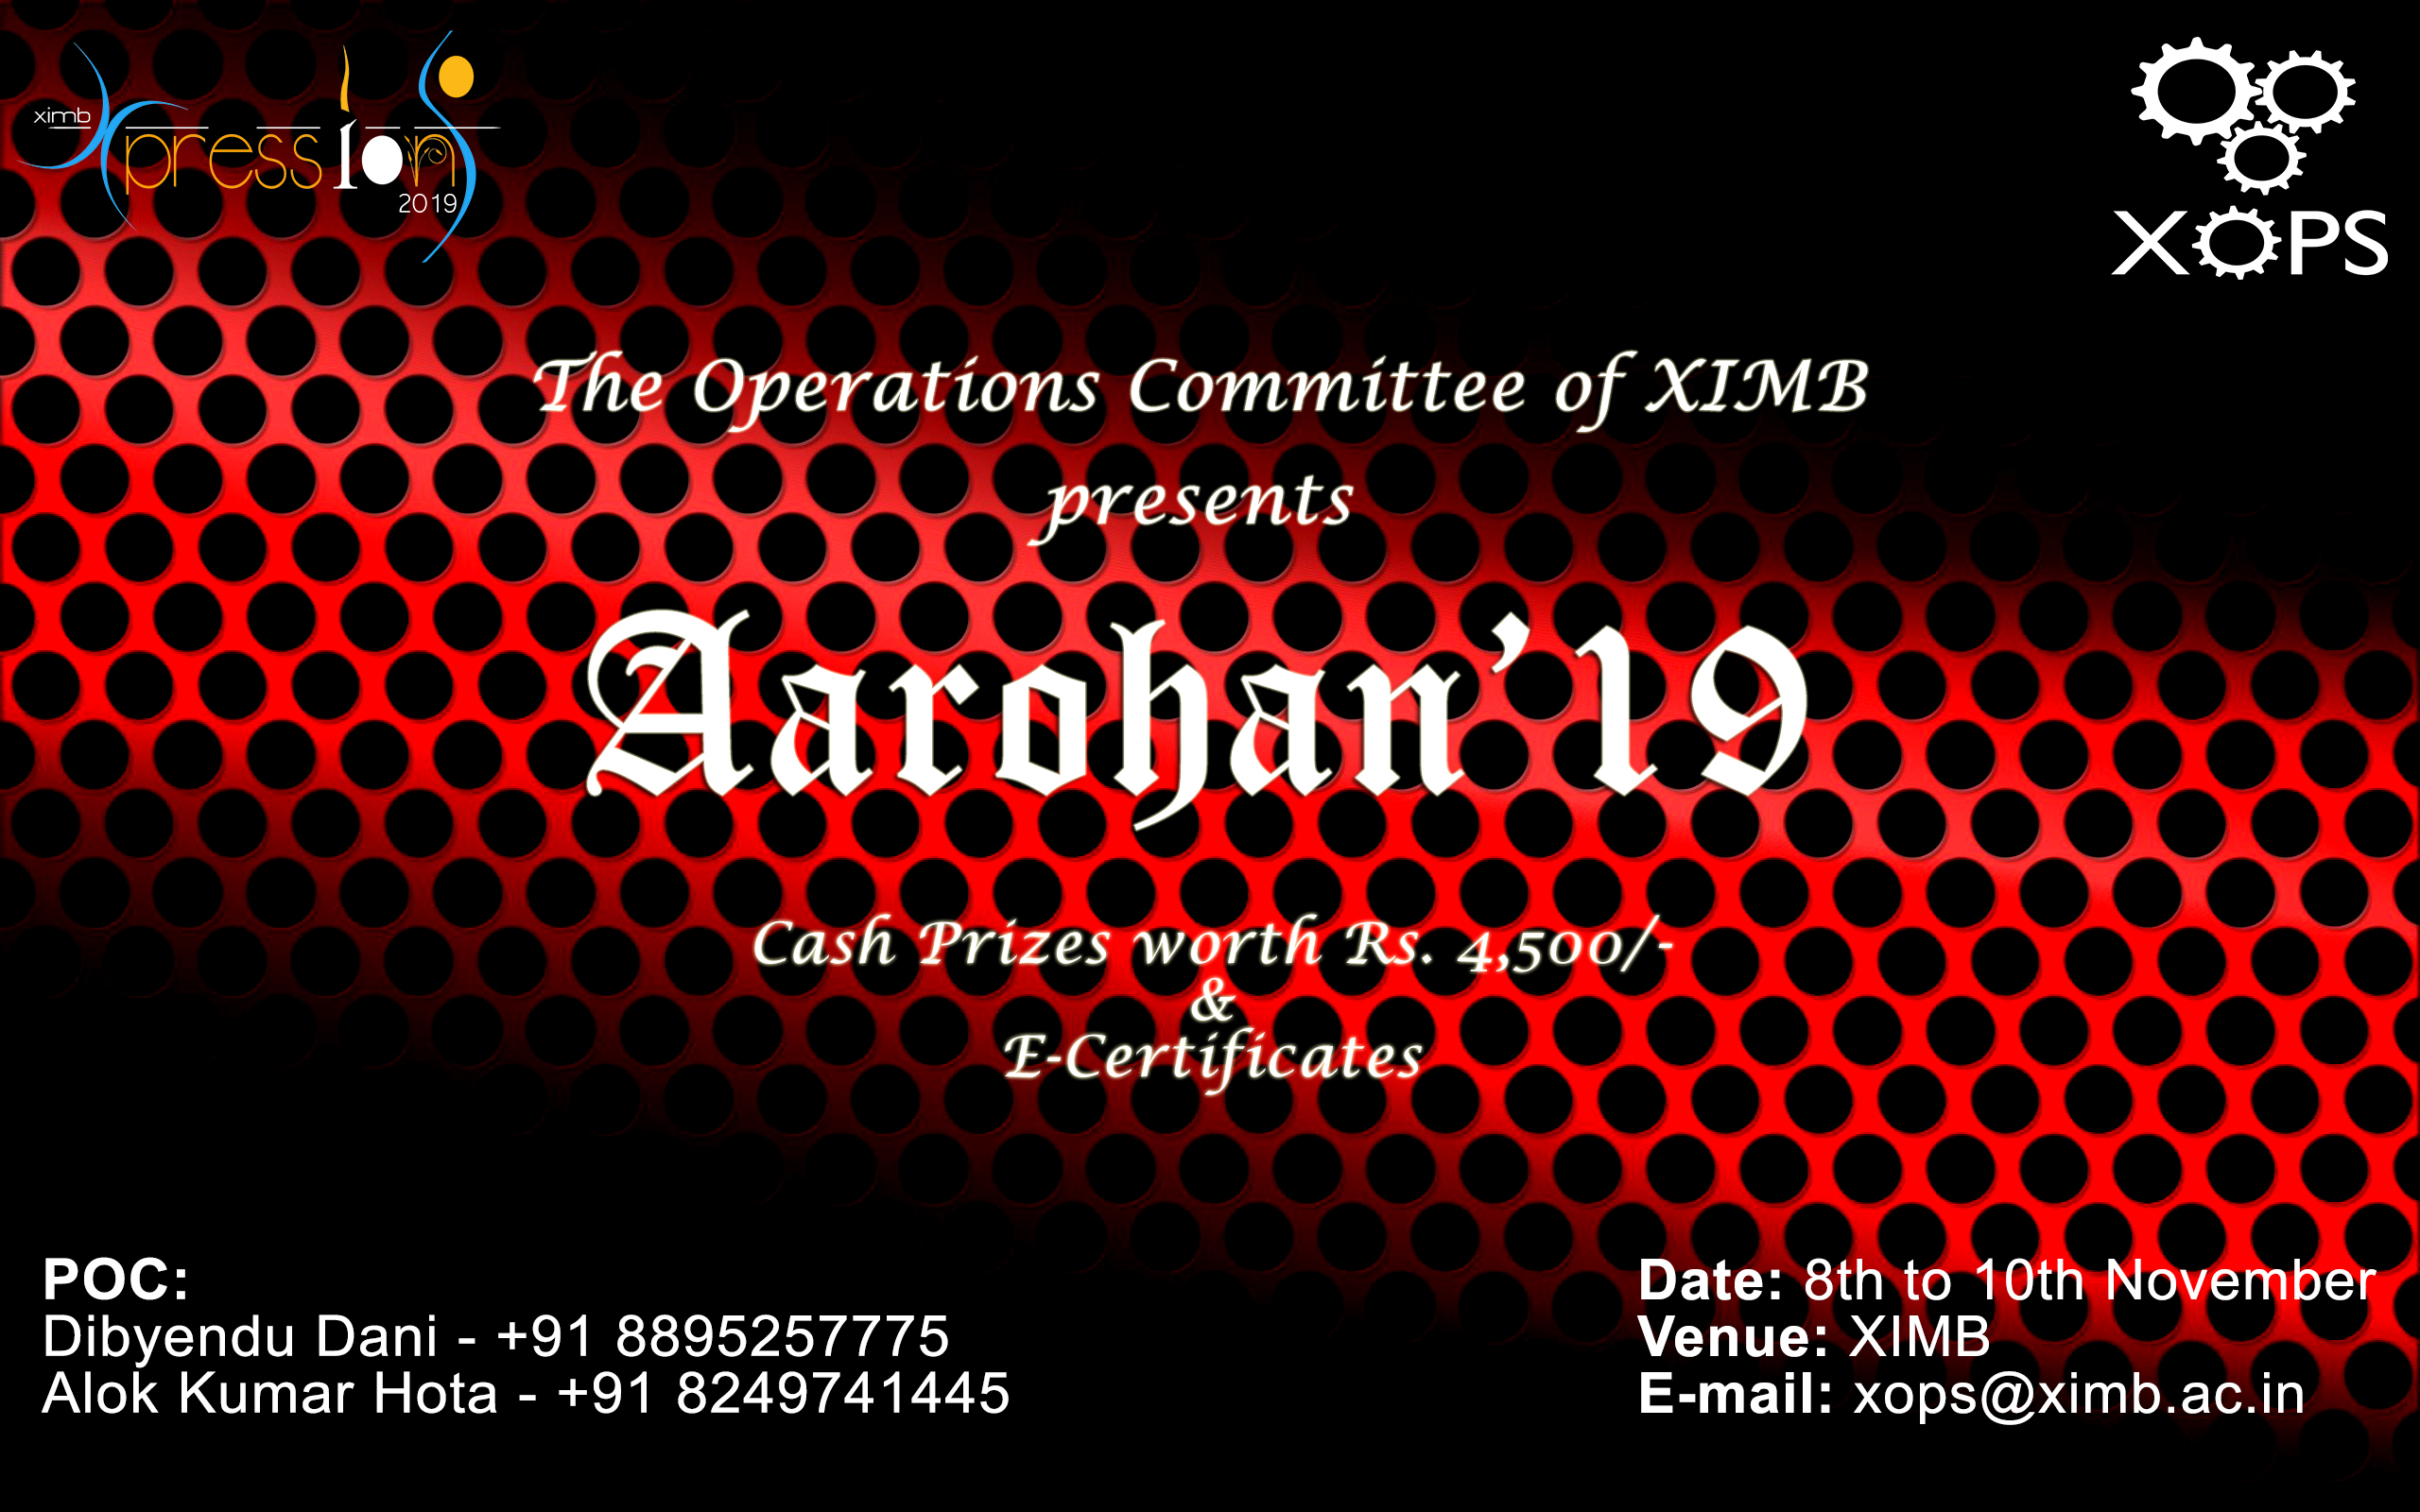 ximb
Xpressions
2019
XOPS
The Operations Committee of XIMB
presents
Aarohan'19
Cash Prizes worth Rs. 4,500/-
&
E-Certificates
POC:
Dibyendu Dani - +91 8895257775
Alok Kumar Hota - +91 8249741445
Date: 8th to 10th November
Venue: XIMB
E-mail: xops@ximb.ac.in